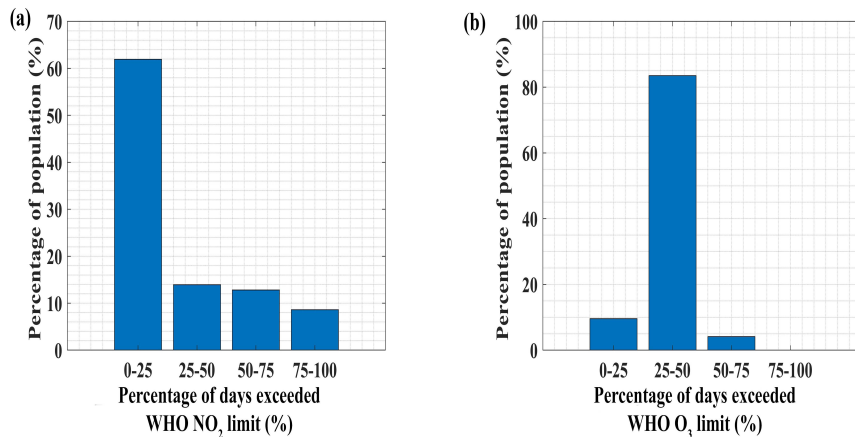 (a)
Percentage of population (%)
70
60
50
40
30
20
10
0
0-25 25-50 50-75 75-100
Percentage of days exceeded
WHO NO₂ limit (%)
(b)
Percentage of population (%)
100
80
60
40
20
0
0-25 25-50 50-75 75-100
Percentage of days exceeded
WHO O₃ limit (%)